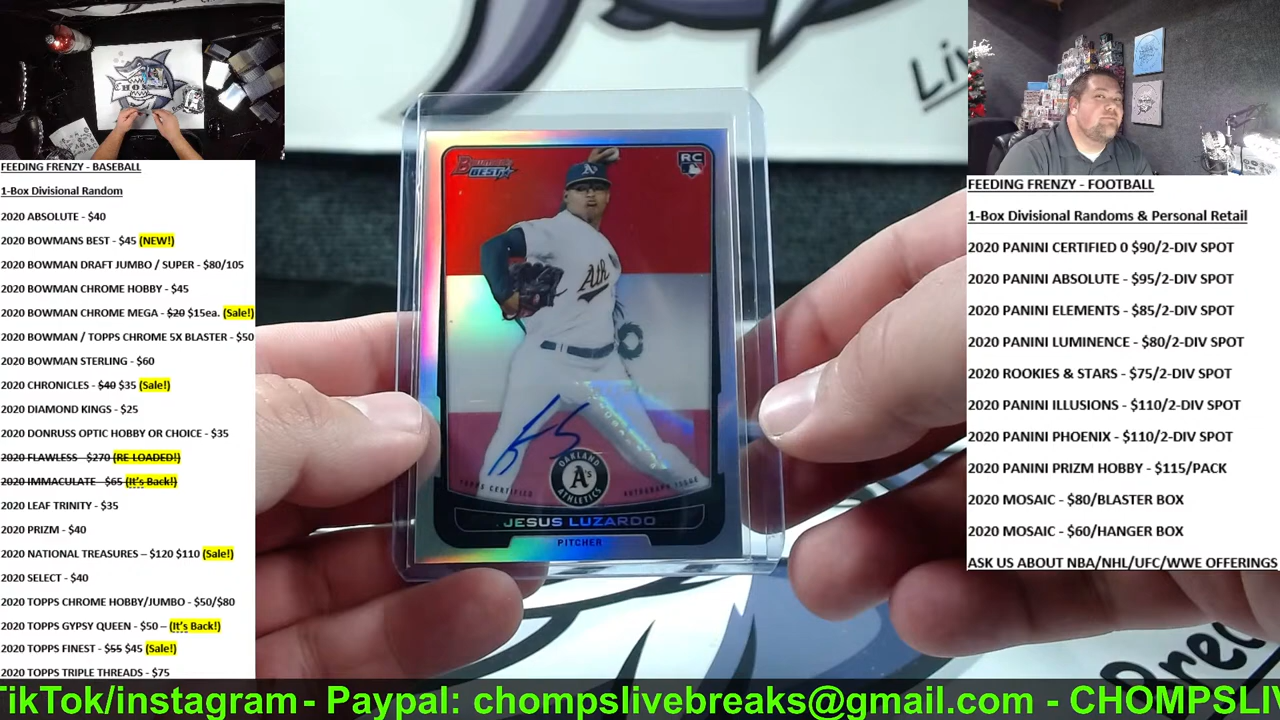 FEEDING FRENZY - BASEBALL
1-Box Divisional Random
2020 ABSOLUTE - $40
2020 BOWMANS BEST - $45 (NEW!)
2020 BOWMAN DRAFT JUMBO / SUPER - $80/105
2020 BOWMAN CHROME HOBBY - $45
2020 BOWMAN CHROME MEGA - $20 $15ea. (Sale!)
2020 BOWMAN / TOPPS CHROME 5X BLASTER - $50
2020 BOWMAN STERLING - $60
2020 CHRONICLES - $40 $35 (Sale!)
2020 DIAMOND KINGS - $25
2020 DONRUSS OPTIC HOBBY OR CHOICE - $35
2020 FLAWLESS - $270 (RE LOADED!)
2020 IMMACULATE - $65 (It's Back!)
2020 LEAF TRINITY - $35
2020 PRIZM - $40
2020 NATIONAL TREASURES – $120 $110 (Sale!)
2020 SELECT - $40
2020 TOPPS CHROME HOBBY/JUMBO - $50/$80
2020 TOPPS GYPSY QUEEN - $50 – (It's Back!)
2020 TOPPS FINEST - $55 $45 (Sale!)
2020 TOPPS TRIPLE THREADS - $75
CHOM
Liv
BOWMAN'S
BEST
RC
A's
Ath
OAKLAND
A's
ATHLETICS
TOPPS CERTIFIED AUTOGRAPH ISSUE
JESUS LUZARDO
PITCHER
Brea
FEEDING FRENZY - FOOTBALL
1-Box Divisional Randoms & Personal Retail
2020 PANINI CERTIFIED 0 $90/2-DIV SPOT
2020 PANINI ABSOLUTE - $95/2-DIV SPOT
2020 PANINI ELEMENTS - $85/2-DIV SPOT
2020 PANINI LUMINENCE - $80/2-DIV SPOT
2020 ROOKIES & STARS - $75/2-DIV SPOT
2020 PANINI ILLUSIONS - $110/2-DIV SPOT
2020 PANINI PHOENIX - $110/2-DIV SPOT
2020 PANINI PRIZM HOBBY - $115/PACK
2020 MOSAIC - $80/BLASTER BOX
2020 MOSAIC - $60/HANGER BOX
ASK US ABOUT NBA/NHL/UFC/WWE OFFERINGS
TikTok/instagram - Paypal: chompslivebreaks@gmail.com - CHOMPSLIV